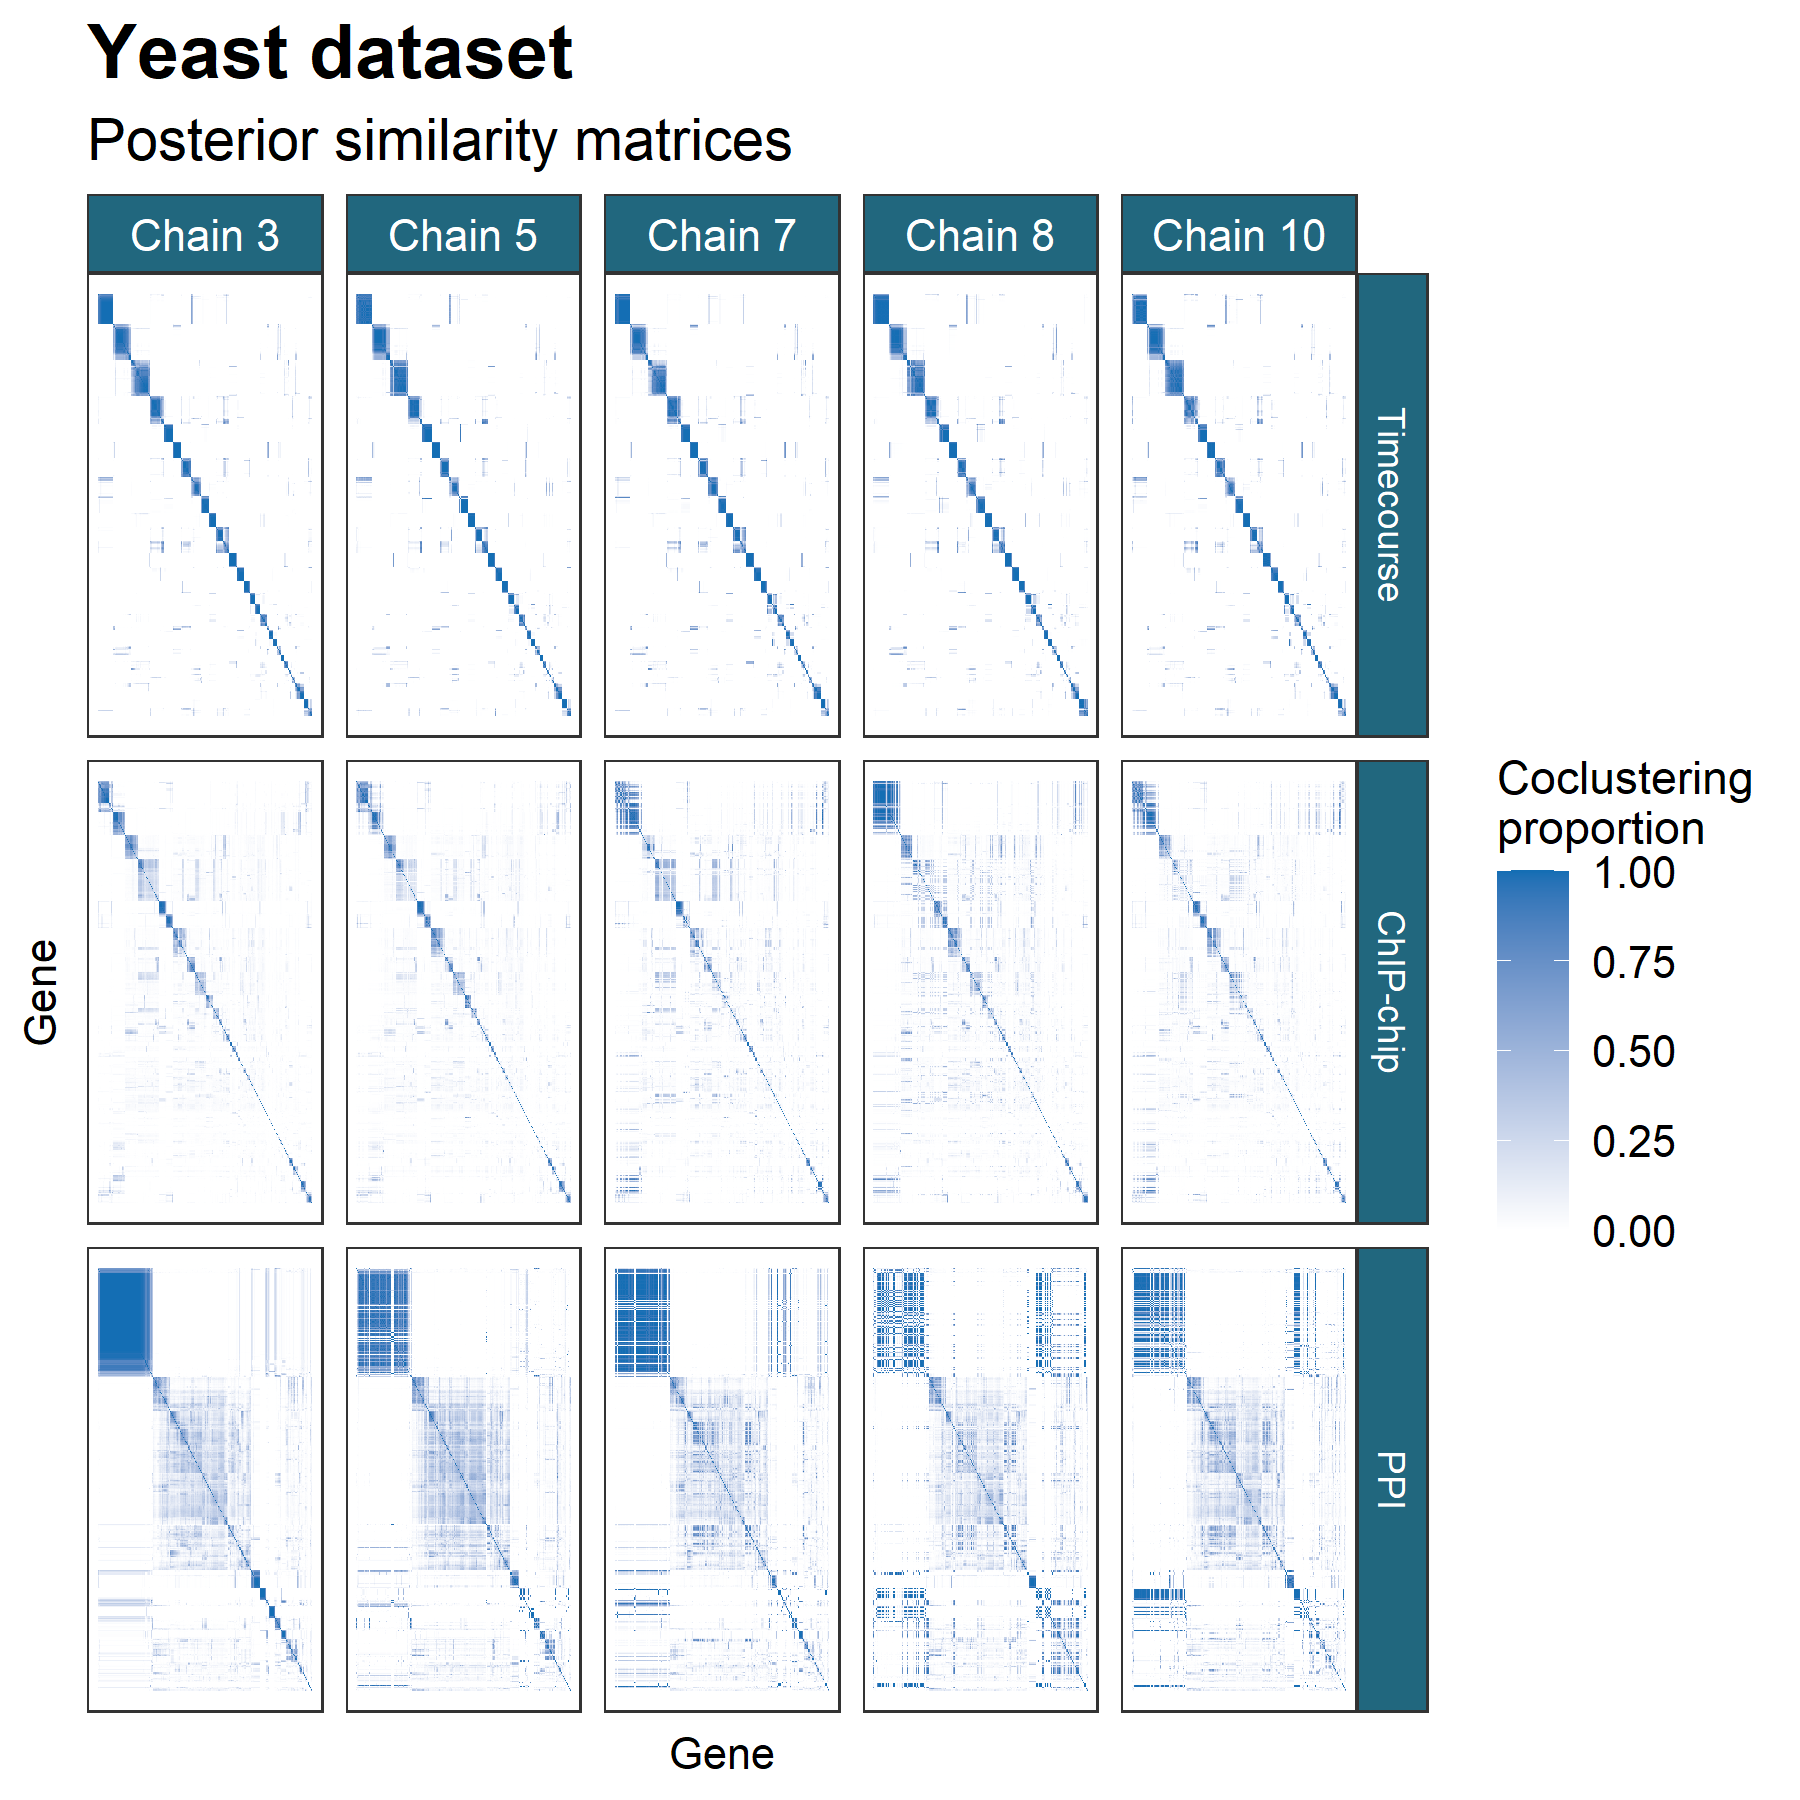 Yeast dataset
Posterior similarity matrices
Chain 3
Chain 5
Chain 7
Chain 8
Chain 10
Timecourse
ChIP-chip
PPI
Gene
Gene
Coclustering
proportion
1.00
0.75
0.50
0.25
0.00